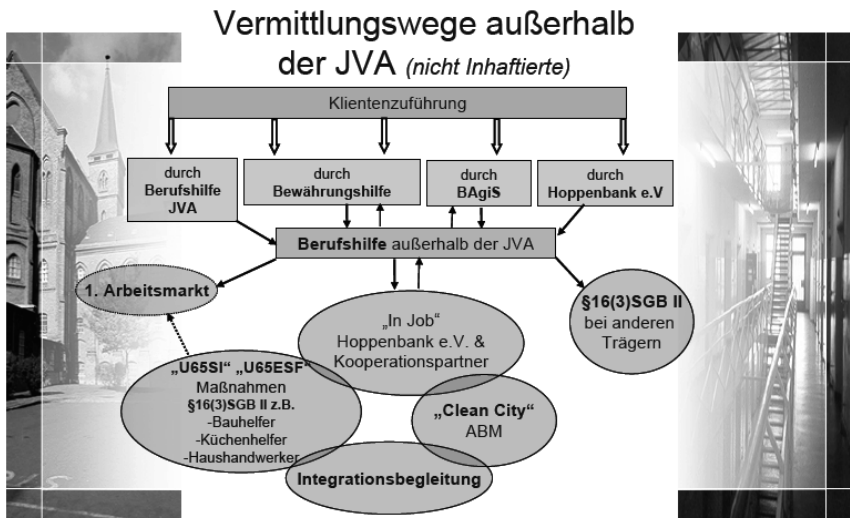 Vermittlungswege außerhalb
der JVA (nicht Inhaftierte)
Klientenzuführung
durch
Berufshilfe
JVA
durch
Bewährungshilfe
durch
BAgiS
durch
Hoppenbank e.V
Berufshilfe außerhalb der JVA
1. Arbeitsmarkt
„In Job“
Hoppenbank e.V. &
Kooperationspartner
§16(3)SGB II
bei anderen
Trägern
„U65SI“ „U65ESF“
Maßnahmen
§16(3)SGB II z.B.
-Bauhelfer
-Küchenhelfer
-Haushandwerker
„Clean City“
ABM
Integrationsbegleitung